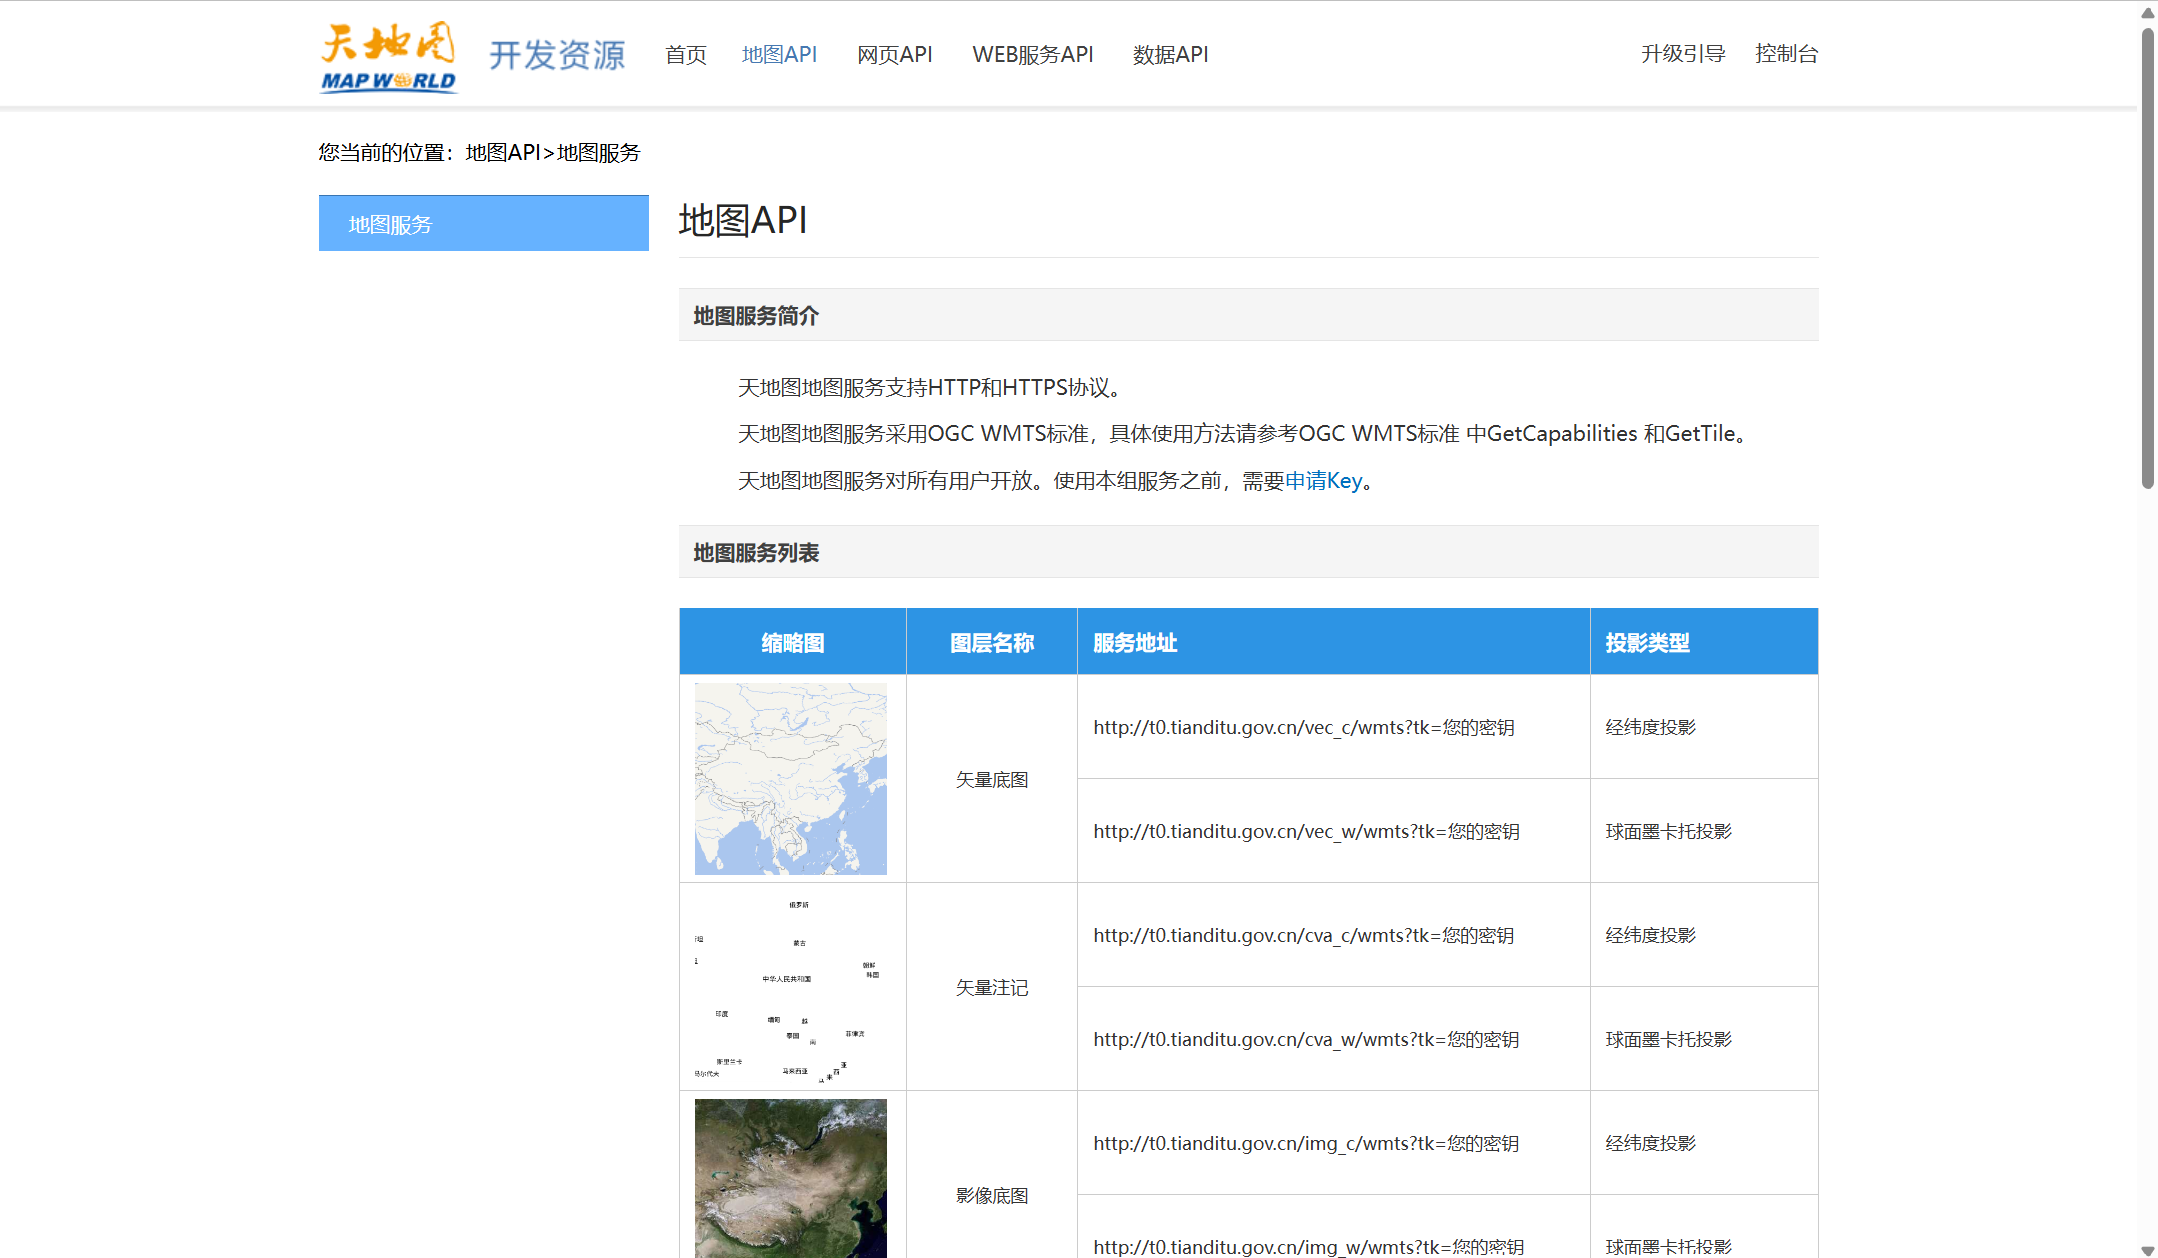 天地图 MAP WORLD 开发资源 首页 地图API 网页API WEB服务API 数据API 升级引导 控制台
您当前的位置：地图API>地图服务
地图服务
地图API
地图服务简介
天地图地图服务支持HTTP和HTTPS协议。
天地图地图服务采用OGC WMTS标准，具体使用方法请参考OGC WMTS标准 中GetCapabilities 和GetTile。
天地图地图服务对所有用户开放。使用本组服务之前，需要申请Key。
地图服务列表
缩略图 图层名称 服务地址 投影类型
矢量底图
http://t0.tianditu.gov.cn/vec_c/wmts?tk=您的密钥 经纬度投影
http://t0.tianditu.gov.cn/vec_w/wmts?tk=您的密钥 球面墨卡托投影
俄罗斯
蒙古
朝鲜
韩国
中华人民共和国
印度
缅甸 越
泰国 南 菲律宾
斯里兰卡
马尔代夫 马来西亚
来 西 亚
矢量注记
http://t0.tianditu.gov.cn/cva_c/wmts?tk=您的密钥 经纬度投影
http://t0.tianditu.gov.cn/cva_w/wmts?tk=您的密钥 球面墨卡托投影
影像底图
http://t0.tianditu.gov.cn/img_c/wmts?tk=您的密钥 经纬度投影
http://t0.tianditu.gov.cn/img_w/wmts?tk=您的密钥 球面墨卡托投影